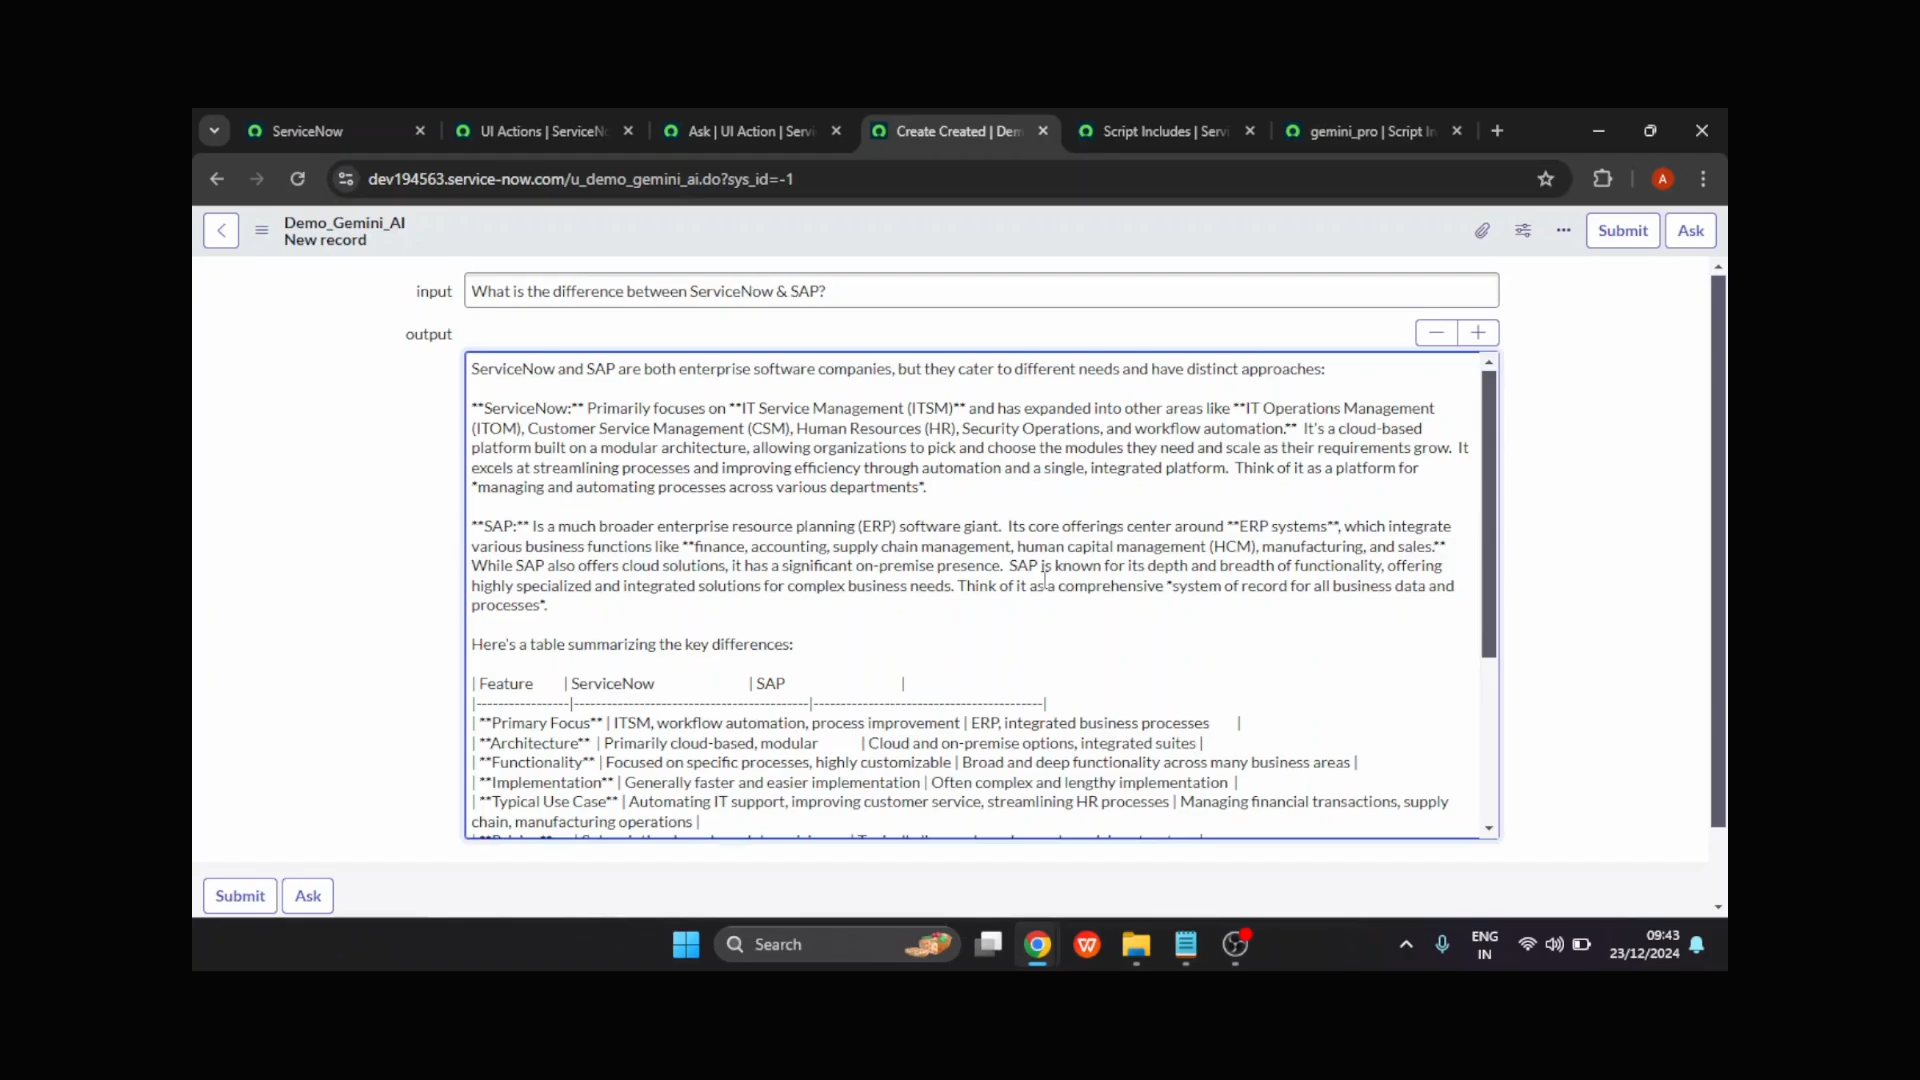 ServiceNow
UI Actions | ServiceN
Ask | UI Action | Servi
Create Created | Dem
Script Includes | Servi
gemini_pro | Script In
dev194563.service-now.com/u_demo_gemini_ai.do?sys_id=-1
A
Demo_Gemini_AI
New record
Submit
Ask
input
What is the difference between ServiceNow & SAP?
output
ServiceNow and SAP are both enterprise software companies, but they cater to different needs and have distinct approaches:
**ServiceNow:** Primarily focuses on **IT Service Management (ITSM)** and has expanded into other areas like **IT Operations Management
(ITOM), Customer Service Management (CSM), Human Resources (HR), Security Operations, and workflow automation.** It's a cloud-based
platform built on a modular architecture, allowing organizations to pick and choose the modules they need and scale as their requirements grow. It
excels at streamlining processes and improving efficiency through automation and a single, integrated platform. Think of it as a platform for
*managing and automating processes across various departments*.
**SAP:** Is a much broader enterprise resource planning (ERP) software giant. Its core offerings center around **ERP systems**, which integrate
various business functions like **finance, accounting, supply chain management, human capital management (HCM), manufacturing, and sales.**
While SAP also offers cloud solutions, it has a significant on-premise presence. SAP is known for its depth and breadth of functionality, offering
highly specialized and integrated solutions for complex business needs. Think of it as a comprehensive *system of record for all business data and
processes*.
Here's a table summarizing the key differences:
| Feature | ServiceNow | SAP |
|-----------------|-------------------------------------------|------------------------------------------|
| **Primary Focus** | ITSM, workflow automation, process improvement | ERP, integrated business processes |
| **Architecture** | Primarily cloud-based, modular | Cloud and on-premise options, integrated suites |
| **Functionality** | Focused on specific processes, highly customizable | Broad and deep functionality across many business areas |
| **Implementation** | Generally faster and easier implementation | Often complex and lengthy implementation |
| **Typical Use Case** | Automating IT support, improving customer service, streamlining HR processes | Managing financial transactions, supply
chain, manufacturing operations |
Submit
Ask
Search
ENG
IN
09:43
23/12/2024